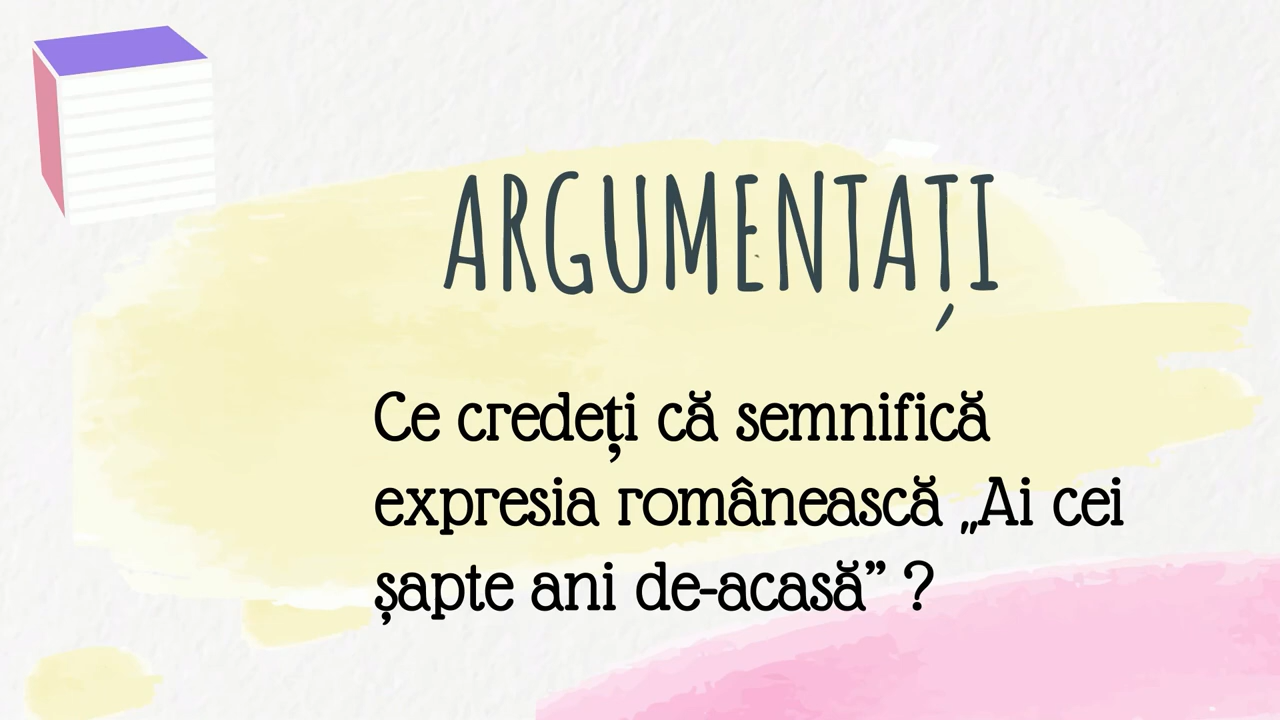 ARGUMENTAȚI
Ce credeți că semnifică
expresia românească „Ai cei
șapte ani de-acasă” ?